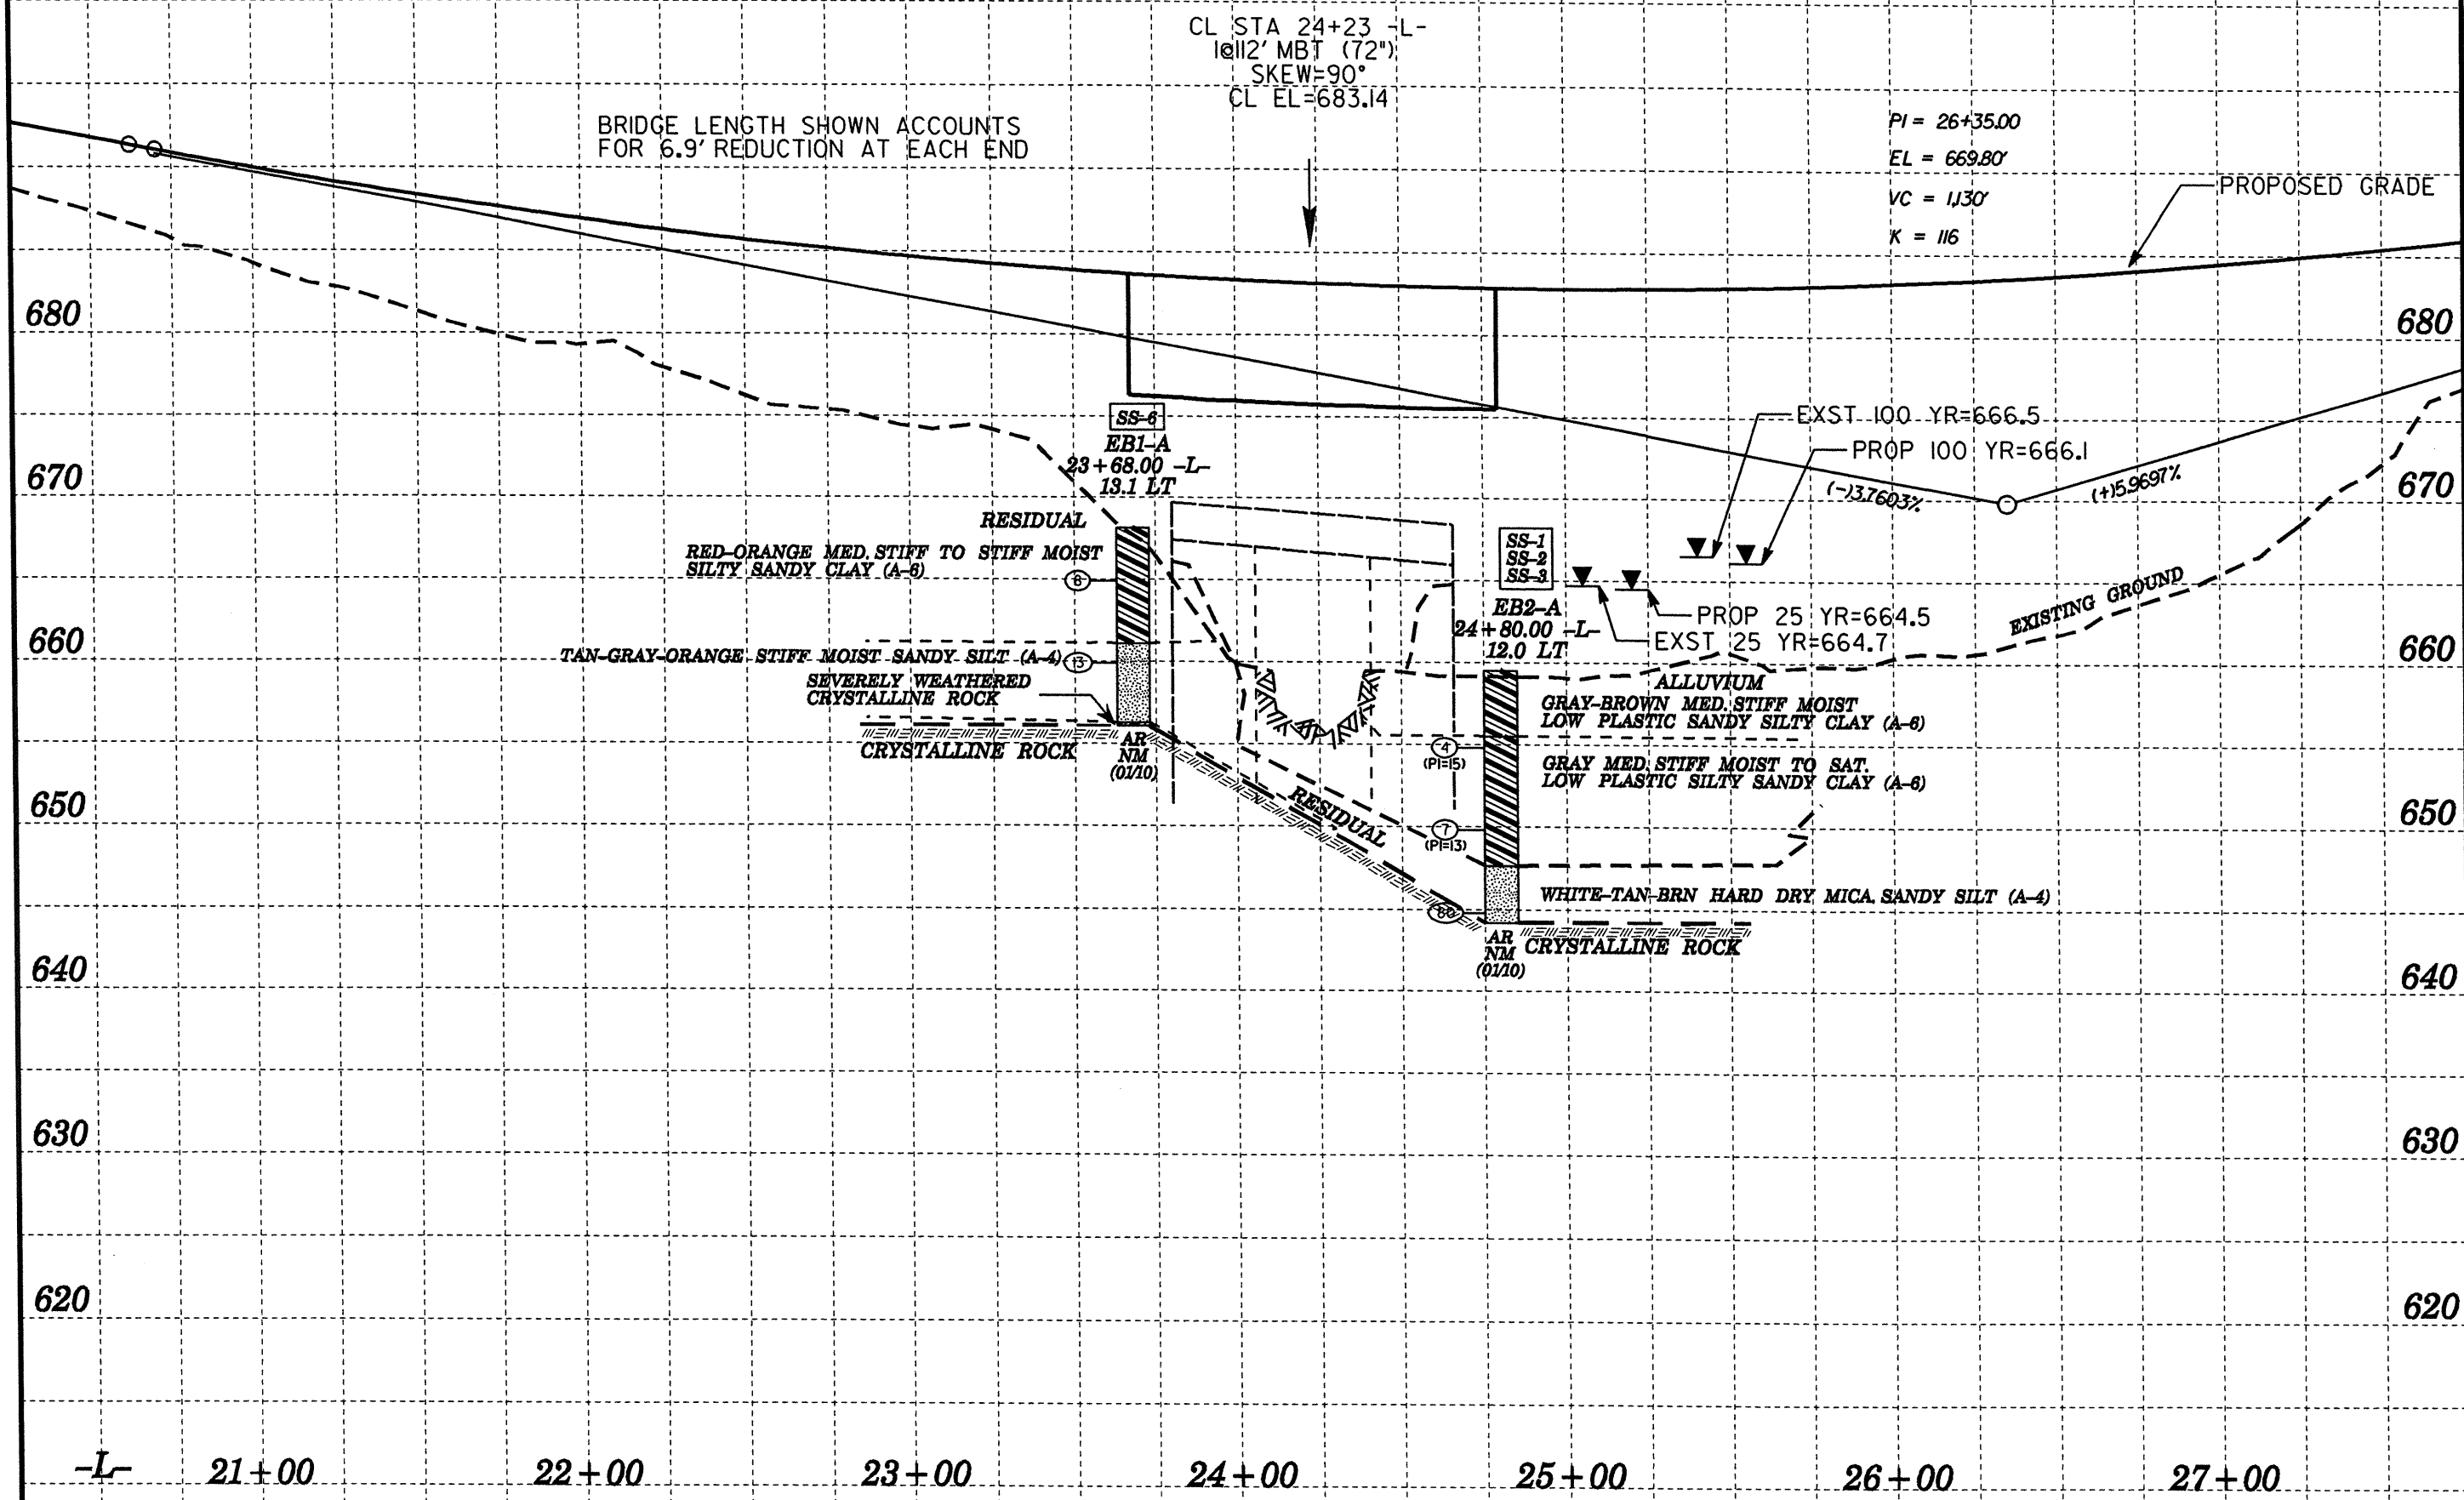 CL STA 24+23 -L-
1@112' MBT (72")
SKEW=90°
CL EL=683.14
BRIDGE LENGTH SHOWN ACCOUNTS
FOR 6.9' REDUCTION AT EACH END
PI = 26+35.00
EL = 669.80'
VC = 1,130'
K = 116
PROPOSED GRADE
680
680
SS-6
EB1-A
23+68.00 -L-
13.1 LT
EXST 100 YR=666.5
PROP 100 YR=666.1
670
(-)3.7603%
(+)5.9697%
670
RESIDUAL
RED-ORANGE MED. STIFF TO STIFF MOIST
SILTY SANDY CLAY (A-6)
SS-1
SS-2
SS-3
EB2-A
24+80.00 -L-
12.0 LT
PROP 25 YR=664.5
EXST 25 YR=664.7
EXISTING GROUND
660
TAN-GRAY-ORANGE STIFF MOIST SANDY SILT (A-4)
13
660
SEVERELY WEATHERED
CRYSTALLINE ROCK
ALLUVIUM
GRAY-BROWN MED. STIFF MOIST
LOW PLASTIC SANDY SILTY CLAY (A-6)
CRYSTALLINE ROCK
AR
NM
(01/10)
4
(PI=15)
GRAY MED. STIFF MOIST TO SAT.
LOW PLASTIC SILTY SANDY CLAY (A-6)
650
RESIDUAL
7
(PI=13)
650
WHITE-TAN-BRN HARD DRY MICA. SANDY SILT (A-4)
AR
NM
(01/10)
CRYSTALLINE ROCK
640
640
630
630
620
620
-L-
21+00
22+00
23+00
24+00
25+00
26+00
27+00